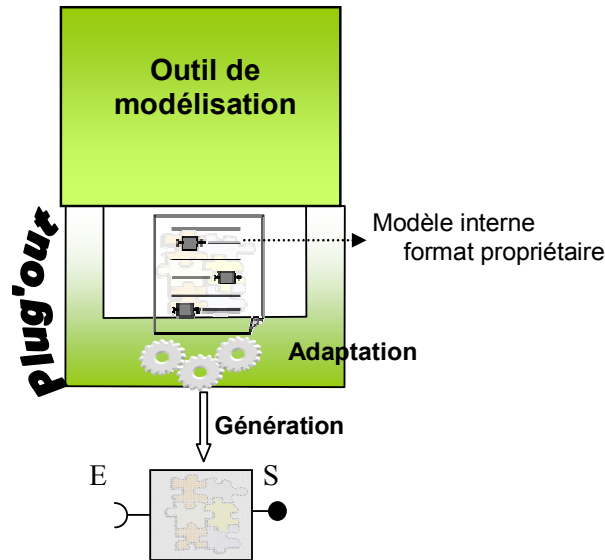 Outil de
modélisation
Plug'out
Modèle interne
format propriétaire
Adaptation
Génération
E
S